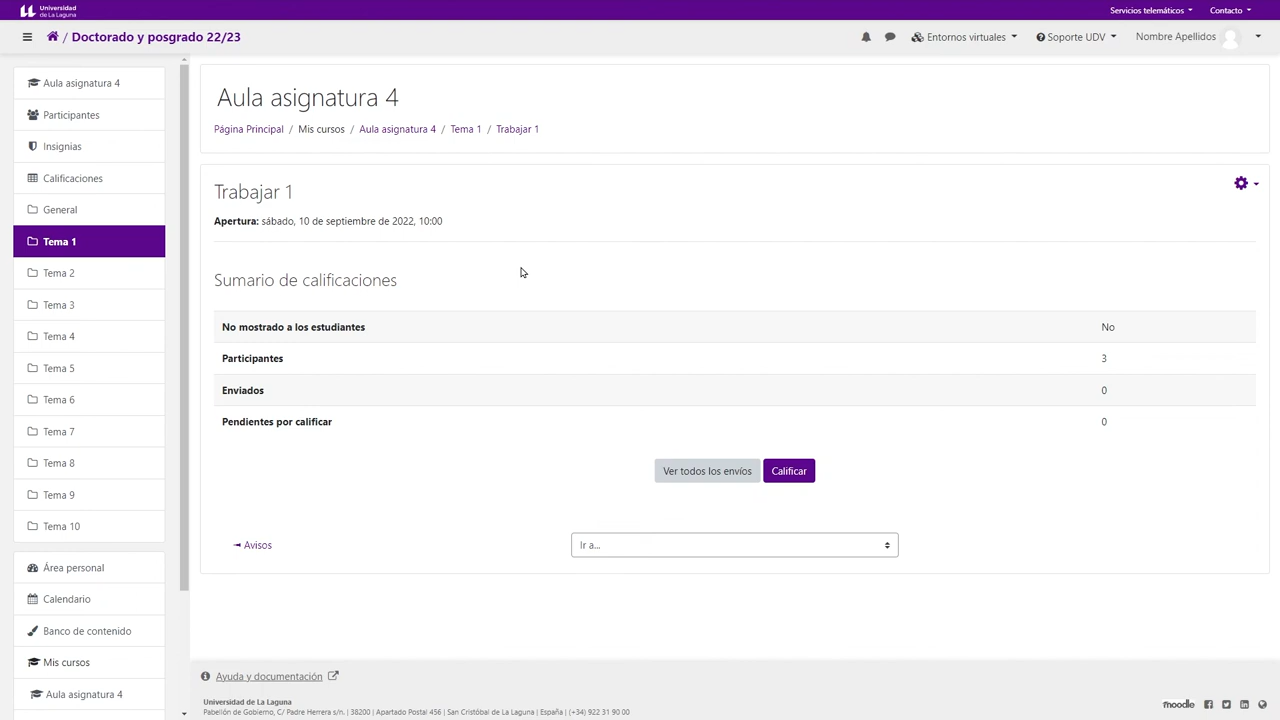 Universidad
de La Laguna
Servicios telemáticos
Contacto
/ Doctorado y posgrado 22/23
Entornos virtuales
Soporte UDV
Nombre Apellidos
Aula asignatura 4
Participantes
Insignias
Calificaciones
General
Tema 1
Tema 2
Tema 3
Tema 4
Tema 5
Tema 6
Tema 7
Tema 8
Tema 9
Tema 10
Área personal
Calendario
Banco de contenido
Mis cursos
Aula asignatura 4
Aula asignatura 4
Página Principal / Mis cursos / Aula asignatura 4 / Tema 1 / Trabajar 1
Trabajar 1
Apertura: sábado, 10 de septiembre de 2022, 10:00
Sumario de calificaciones
No mostrado a los estudiantes No
Participantes 3
Enviados 0
Pendientes por calificar 0
Ver todos los envíos Calificar
◄ Avisos
Ir a...
Ayuda y documentación
Universidad de La Laguna
Pabellón de Gobierno, C/ Padre Herrera s/n. | 38200 | Apartado Postal 456 | San Cristóbal de La Laguna | España | (+34) 922 31 90 00
moodle